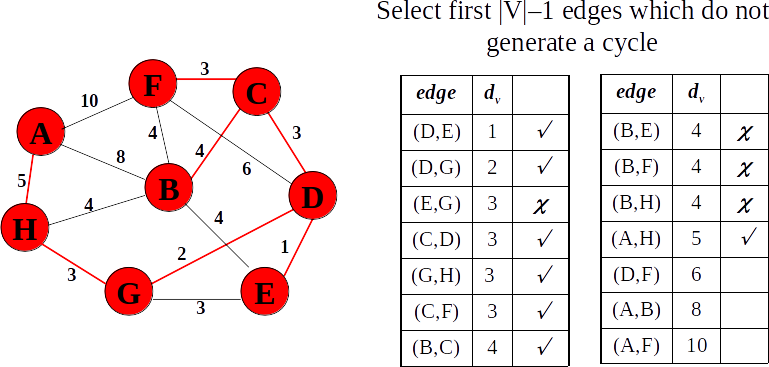 Select first |V|–1 edges which do not
generate a cycle
3
F
C
10
A
4
4
3
8
6
B
5
D
4
4
H
2
1
3
G
E
3
edge dv
(D,E) 1 ✓
(D,G) 2 ✓
(E,G) 3 χ
(C,D) 3 ✓
(G,H) 3 ✓
(C,F) 3 ✓
(B,C) 4 ✓
edge dv
(B,E) 4 χ
(B,F) 4 χ
(B,H) 4 χ
(A,H) 5 ✓
(D,F) 6
(A,B) 8
(A,F) 10